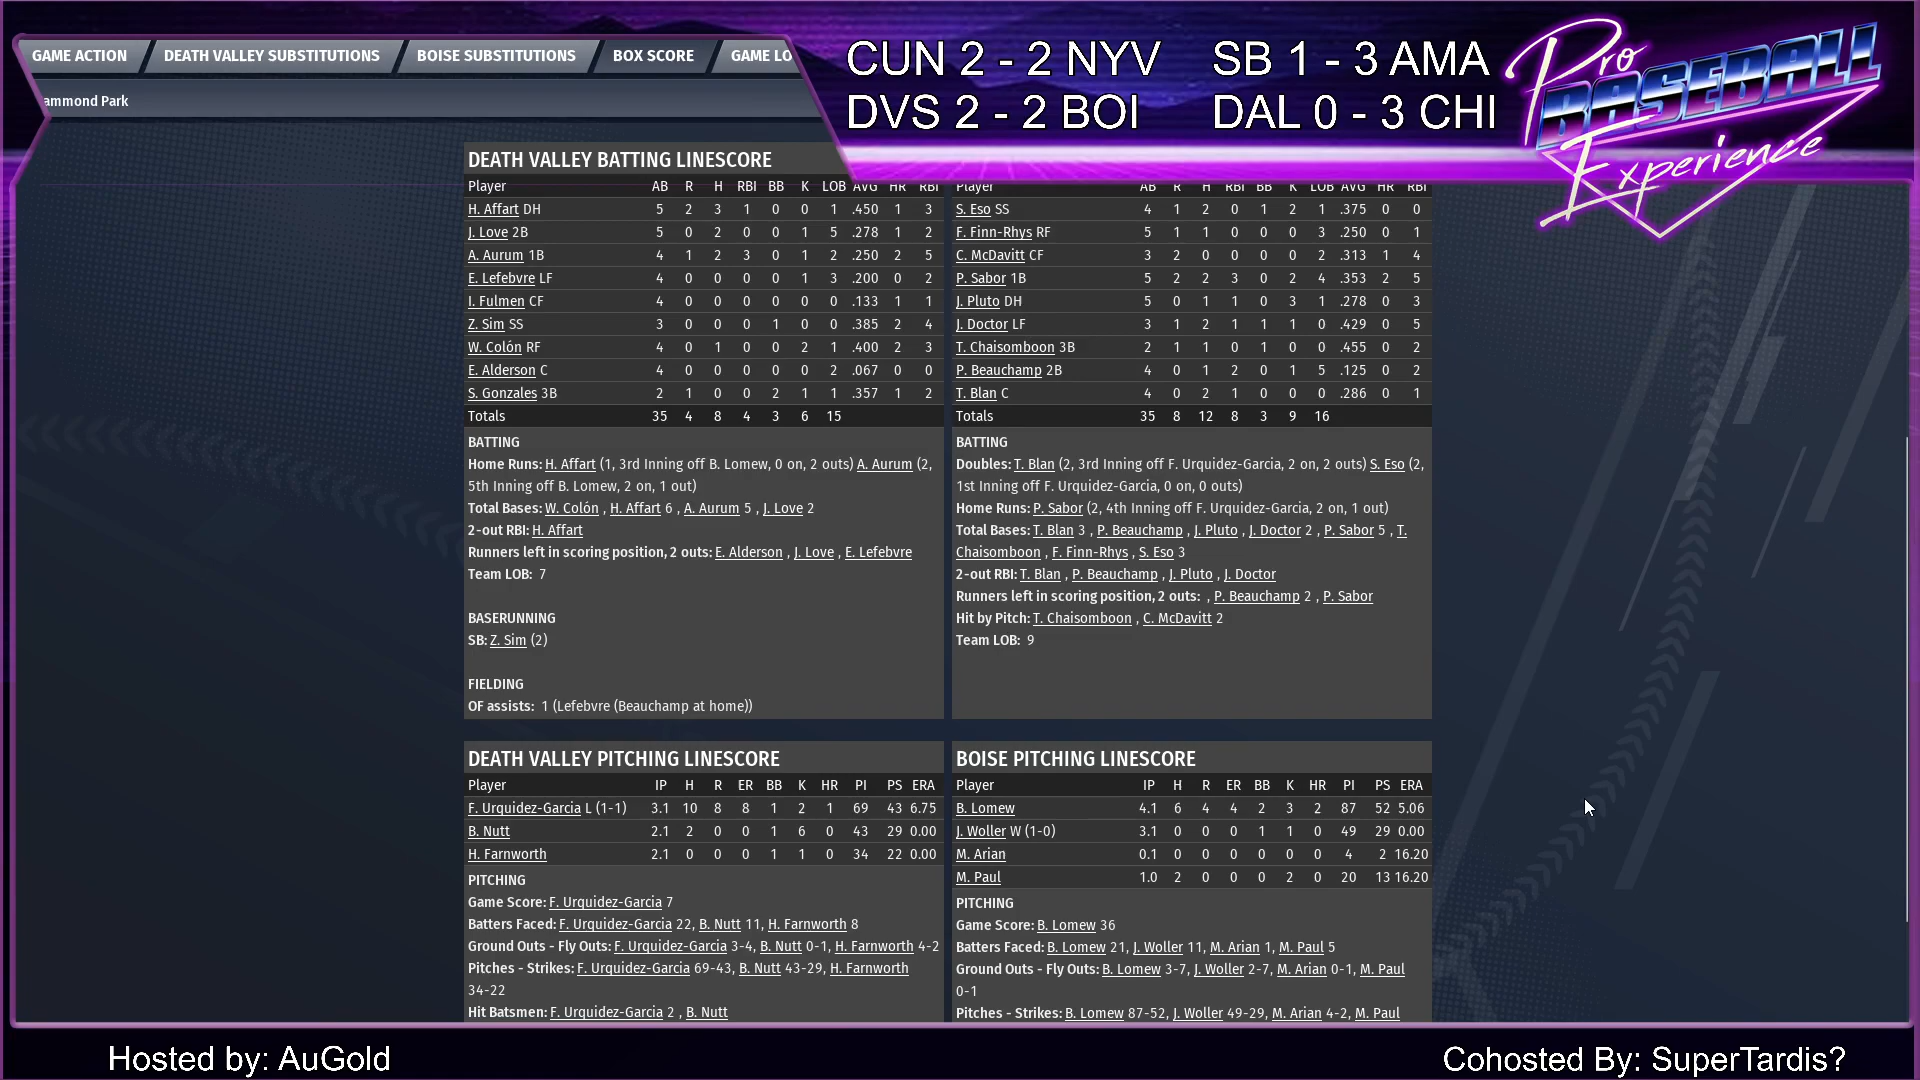 GAME ACTION DEATH VALLEY SUBSTITUTIONS BOISE SUBSTITUTIONS BOX SCORE GAME LO
ammond Park
CUN 2 - 2 NYV SB 1 - 3 AMA
DVS 2 - 2 BOI DAL 0 - 3 CHI
Pro
BASEBALL
Experience
DEATH VALLEY BATTING LINESCORE
Player AB R H RBI BB K LOB AVG HR RBI
H. Affart DH 5 2 3 1 0 0 1 .450 1 3
J. Love 2B 5 0 2 0 0 1 5 .278 1 2
A. Aurum 1B 4 1 2 3 0 1 2 .250 2 5
E. Lefebvre LF 4 0 0 0 0 1 3 .200 0 2
I. Fulmen CF 4 0 0 0 0 0 0 .133 1 1
Z. Sim SS 3 0 0 0 1 0 0 .385 2 4
W. Colón RF 4 0 1 0 0 2 1 .400 2 3
E. Alderson C 4 0 0 0 0 0 2 .067 0 0
S. Gonzales 3B 2 1 0 0 2 1 1 .357 1 2
Totals 35 4 8 4 3 6 15
BATTING
Home Runs: H. Affart (1, 3rd Inning off B. Lomew, 0 on, 2 outs) A. Aurum (2,
5th Inning off B. Lomew, 2 on, 1 out)
Total Bases: W. Colón , H. Affart 6 , A. Aurum 5 , J. Love 2
2-out RBI: H. Affart
Runners left in scoring position, 2 outs: E. Alderson , J. Love , E. Lefebvre
Team LOB: 7
BASERUNNING
SB: Z. Sim (2)
FIELDING
OF assists: 1 (Lefebvre (Beauchamp at home))
Player AB R H RBI BB K LOB AVG HR RBI
S. Eso SS 4 1 2 0 1 2 1 .375 0 0
F. Finn-Rhys RF 5 1 1 0 0 0 3 .250 0 1
C. McDavitt CF 3 2 0 0 0 0 2 .313 1 4
P. Sabor 1B 5 2 2 3 0 2 4 .353 2 5
J. Pluto DH 5 0 1 1 0 3 1 .278 0 3
J. Doctor LF 3 1 2 1 1 1 0 .429 0 5
T. Chaisomboon 3B 2 1 1 0 1 0 0 .455 0 2
P. Beauchamp 2B 4 0 1 2 0 1 5 .125 0 2
T. Blan C 4 0 2 1 0 0 0 .286 0 1
Totals 35 8 12 8 3 9 16
BATTING
Doubles: T. Blan (2, 3rd Inning off F. Urquidez-Garcia, 2 on, 2 outs) S. Eso (2,
1st Inning off F. Urquidez-Garcia, 0 on, 0 outs)
Home Runs: P. Sabor (2, 4th Inning off F. Urquidez-Garcia, 2 on, 1 out)
Total Bases: T. Blan 3 , P. Beauchamp , J. Pluto , J. Doctor 2 , P. Sabor 5 , T.
Chaisomboon , F. Finn-Rhys , S. Eso 3
2-out RBI: T. Blan , P. Beauchamp , J. Pluto , J. Doctor
Runners left in scoring position, 2 outs: , P. Beauchamp 2 , P. Sabor
Hit by Pitch: T. Chaisomboon , C. McDavitt 2
Team LOB: 9
DEATH VALLEY PITCHING LINESCORE
Player IP H R ER BB K HR PI PS ERA
F. Urquidez-Garcia L (1-1) 3.1 10 8 8 1 2 1 69 43 6.75
B. Nutt 2.1 2 0 0 1 6 0 43 29 0.00
H. Farnworth 2.1 0 0 0 1 1 0 34 22 0.00
PITCHING
Game Score: F. Urquidez-Garcia 7
Batters Faced: F. Urquidez-Garcia 22, B. Nutt 11, H. Farnworth 8
Ground Outs - Fly Outs: F. Urquidez-Garcia 3-4, B. Nutt 0-1, H. Farnworth 4-2
Pitches - Strikes: F. Urquidez-Garcia 69-43, B. Nutt 43-29, H. Farnworth
34-22
Hit Batsmen: F. Urquidez-Garcia 2 , B. Nutt
BOISE PITCHING LINESCORE
Player IP H R ER BB K HR PI PS ERA
B. Lomew 4.1 6 4 4 2 3 2 87 52 5.06
J. Woller W (1-0) 3.1 0 0 0 1 1 0 49 29 0.00
M. Arian 0.1 0 0 0 0 0 0 4 2 16.20
M. Paul 1.0 2 0 0 0 2 0 20 13 16.20
PITCHING
Game Score: B. Lomew 36
Batters Faced: B. Lomew 21, J. Woller 11, M. Arian 1, M. Paul 5
Ground Outs - Fly Outs: B. Lomew 3-7, J. Woller 2-7, M. Arian 0-1, M. Paul
0-1
Pitches - Strikes: B. Lomew 87-52, J. Woller 49-29, M. Arian 4-2, M. Paul
Hosted by: AuGold
Cohosted By: SuperTardis?